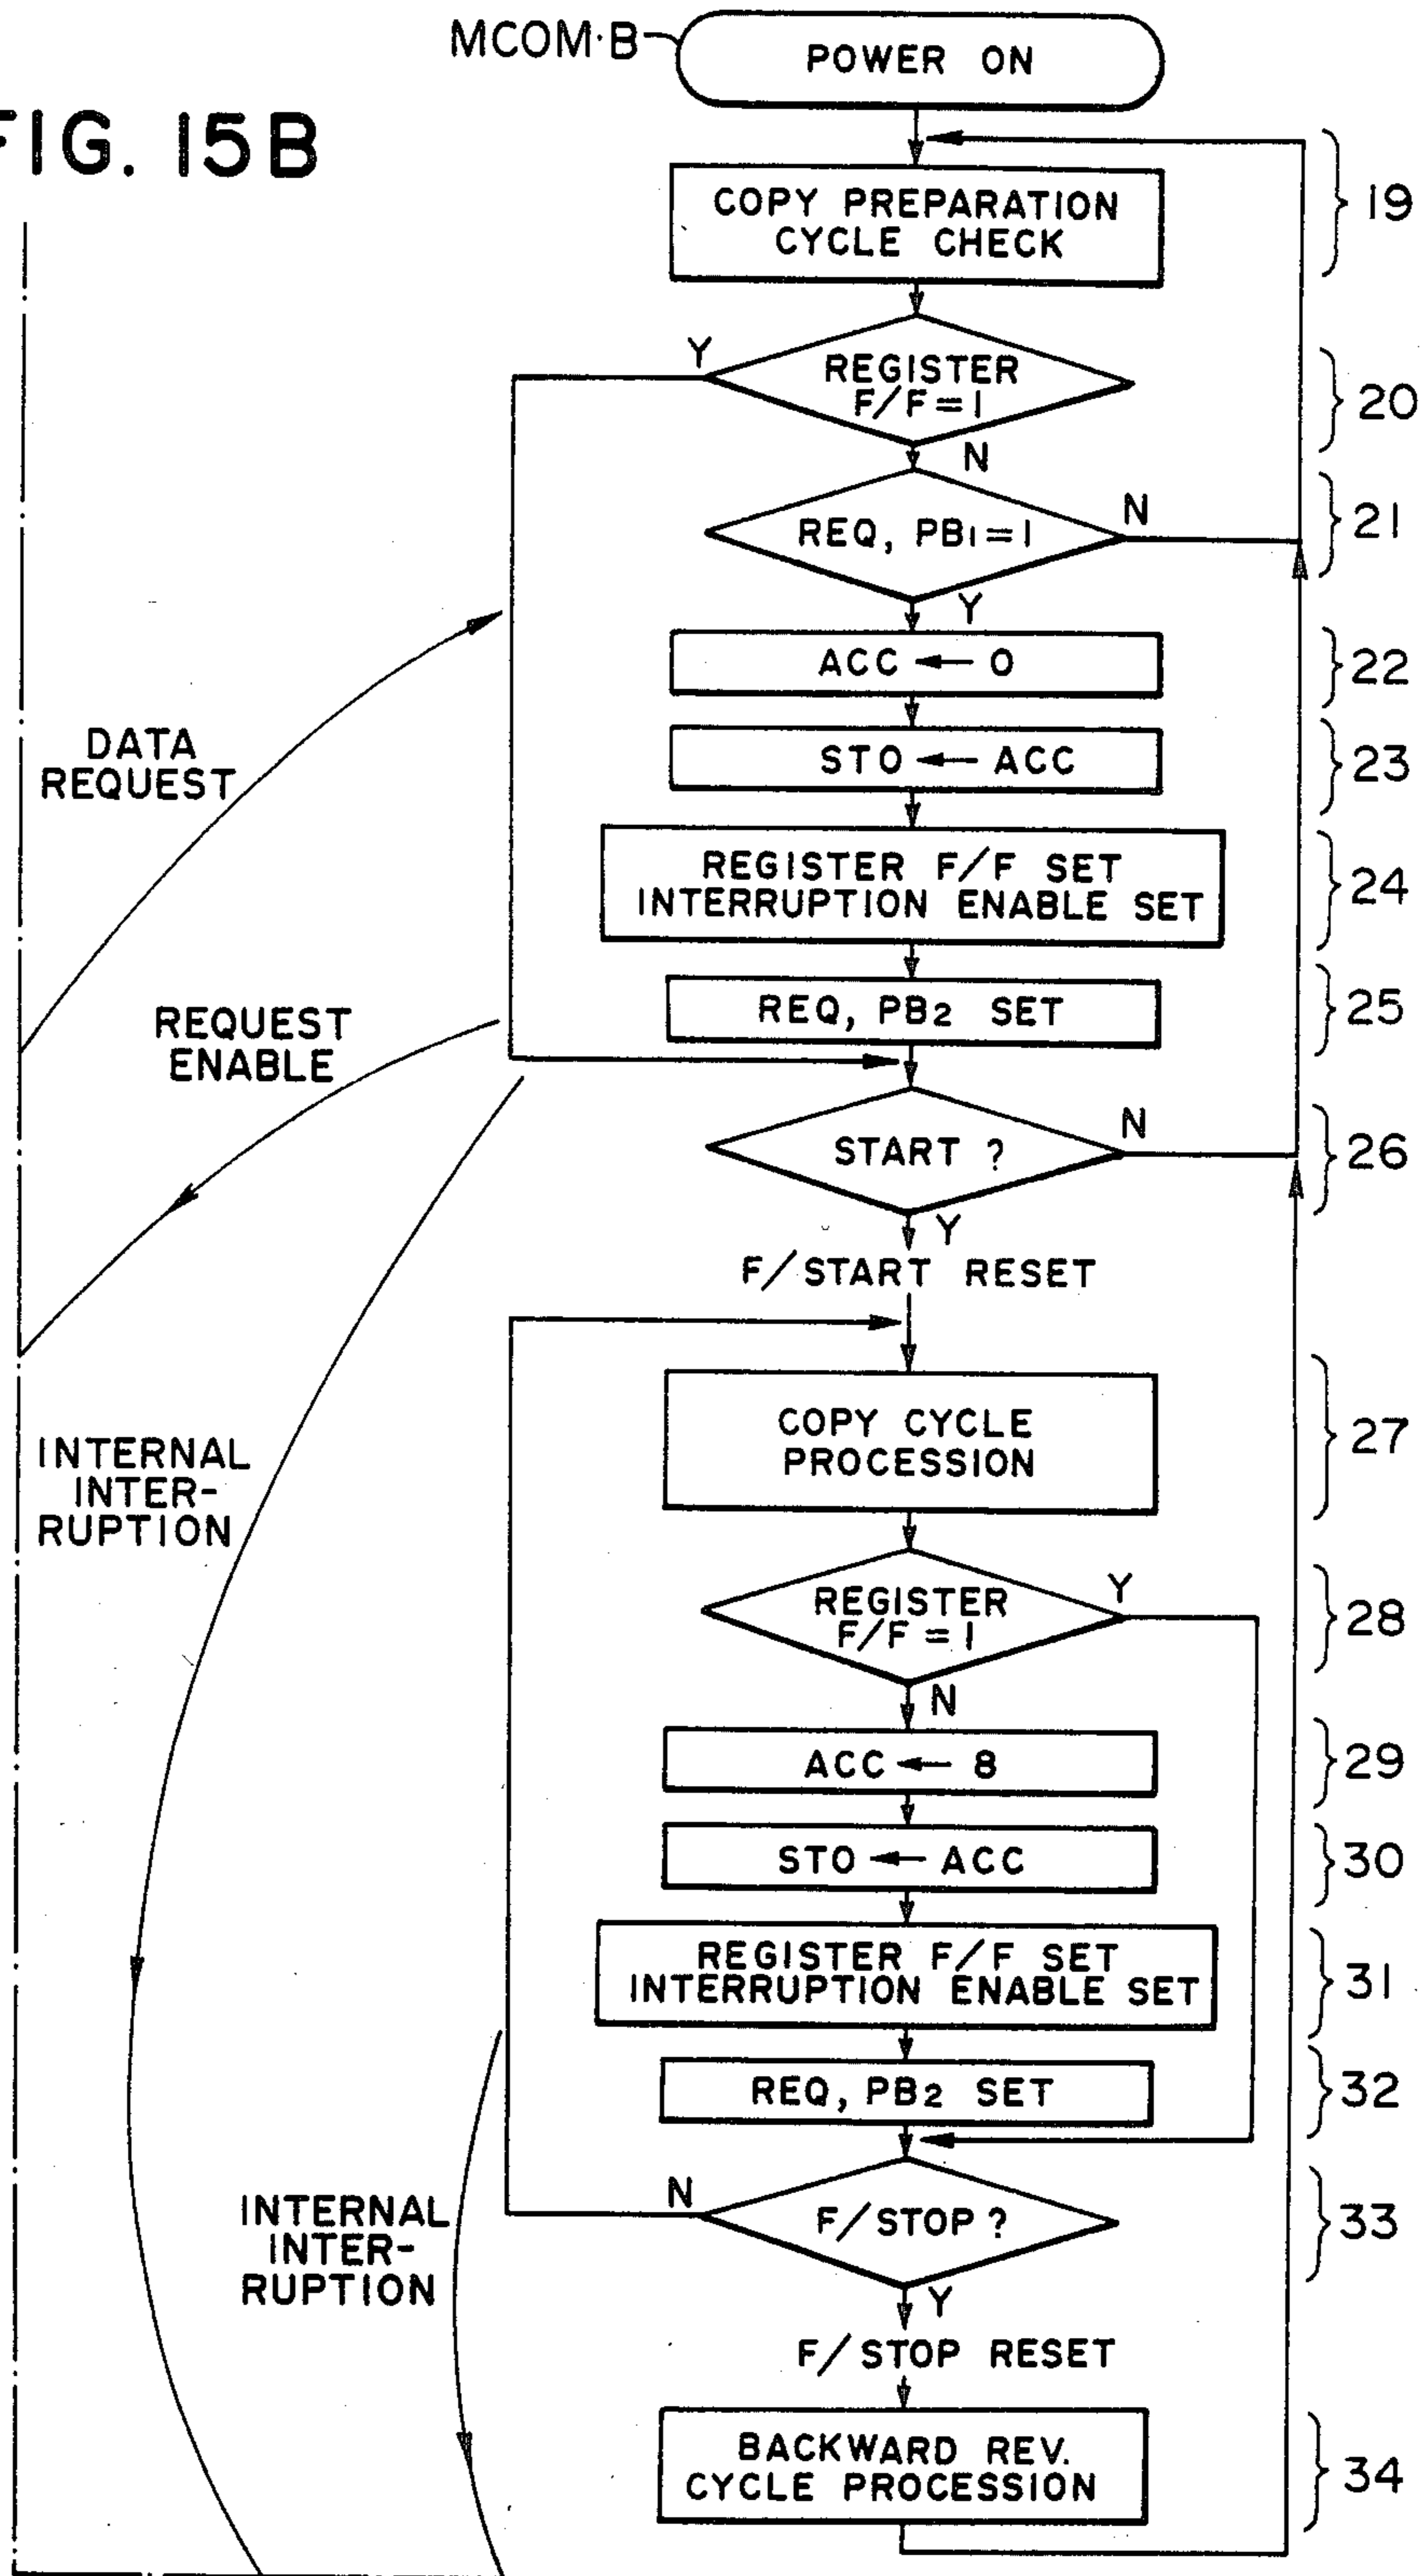 MCOM·B
POWER ON
FIG. 15B
COPY PREPARATION
CYCLE CHECK
19
Y
REGISTER
F/F=1
20
N
REQ, PB1=1
N
21
Y
ACC ← 0
22
DATA
REQUEST
STO ← ACC
23
REGISTER F/F SET
INTERRUPTION ENABLE SET
24
REQUEST
ENABLE
REQ, PB2 SET
25
START ?
N
26
Y
F/START RESET
COPY CYCLE
PROCESSION
27
INTERNAL
INTER-
RUPTION
REGISTER
F/F = 1
Y
28
N
ACC ← 8
29
STO ← ACC
30
REGISTER F/F SET
INTERRUPTION ENABLE SET
31
REQ, PB2 SET
32
N
F/STOP ?
33
INTERNAL
INTER-
RUPTION
Y
F/STOP RESET
BACKWARD REV.
CYCLE PROCESSION
34